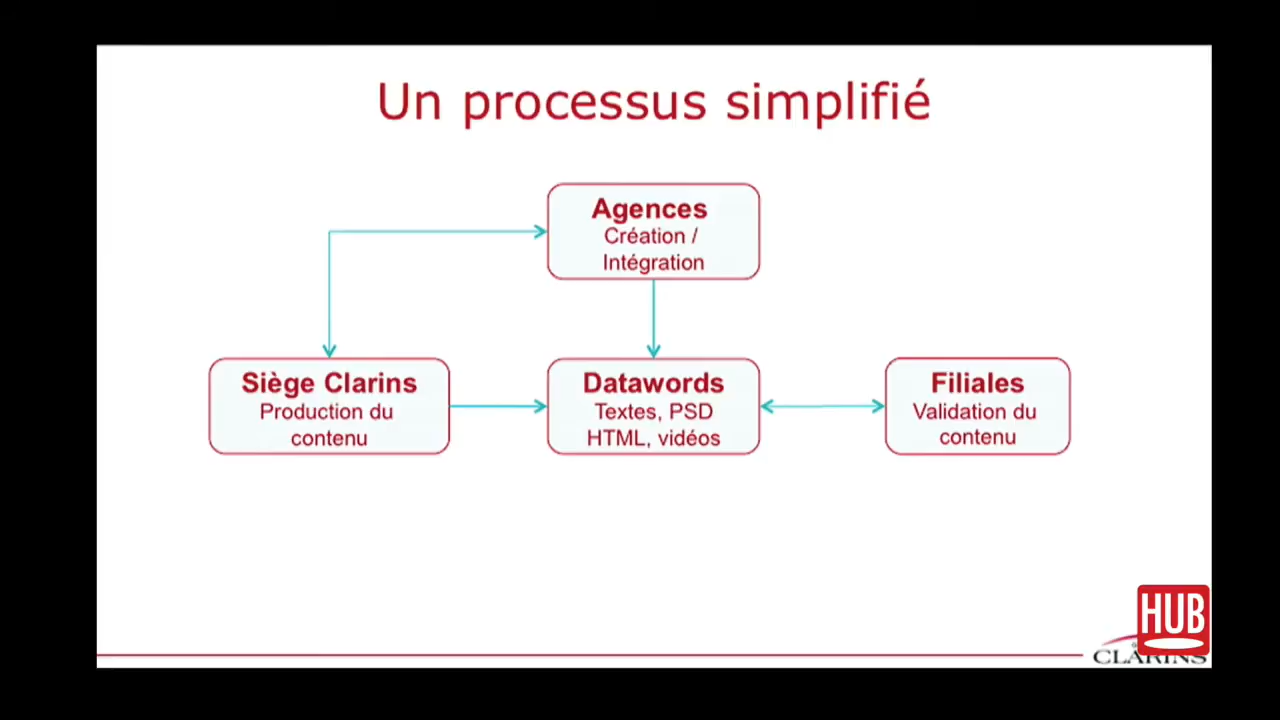 Un processus simplifié
Agences
Création /
Intégration
Siège Clarins
Production du
contenu
Datawords
Textes, PSD
HTML, vidéos
Filiales
Validation du
contenu
HUB
CLARINS